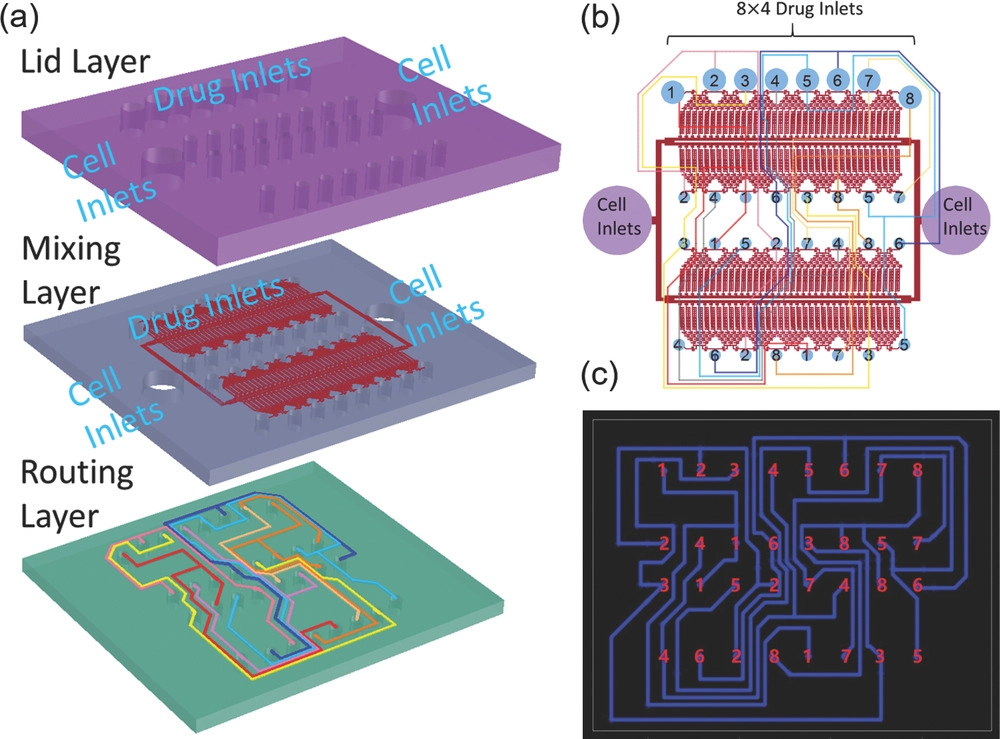 (a)
Lid Layer
Drug Inlets
Cell
Inlets
Cell
Inlets
Mixing
Layer
Drug Inlets
Cell
Inlets
Cell
Inlets
Routing
Layer
(b)
8×4 Drug Inlets
1 2 3 4 5 6 7 8
2 4 1 6 3 8 5 7
Cell
Inlets
Cell
Inlets
3 1 5 2 7 4 8 6
4 6 2 8 1 7 3 5
(c)
1 2 3 4 5 6 7 8
2 4 1 6 3 8 5 7
3 1 5 2 7 4 8 6
4 6 2 8 1 7 3 5